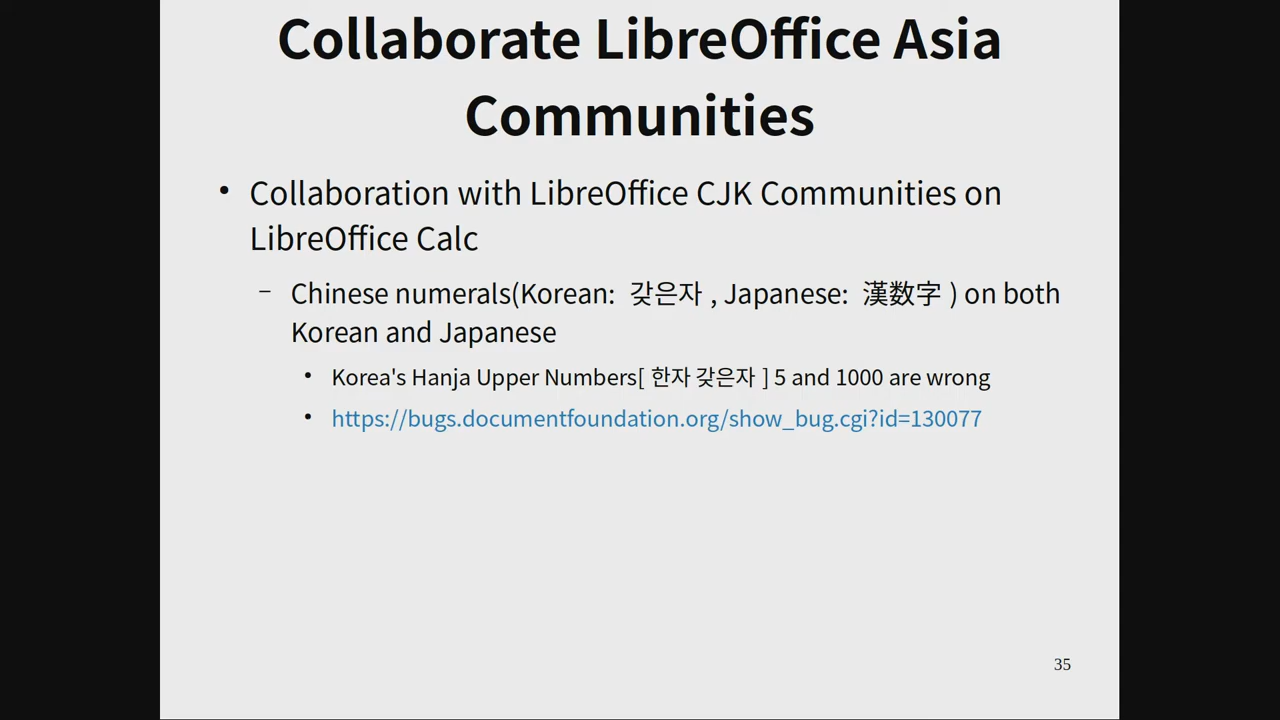 Collaborate LibreOffice Asia
Communities
• Collaboration with LibreOffice CJK Communities on
LibreOffice Calc
– Chinese numerals(Korean: 갖은자 , Japanese: 漢数字 ) on both
Korean and Japanese
• Korea's Hanja Upper Numbers[ 한자 갖은자 ] 5 and 1000 are wrong
• https://bugs.documentfoundation.org/show_bug.cgi?id=130077
35